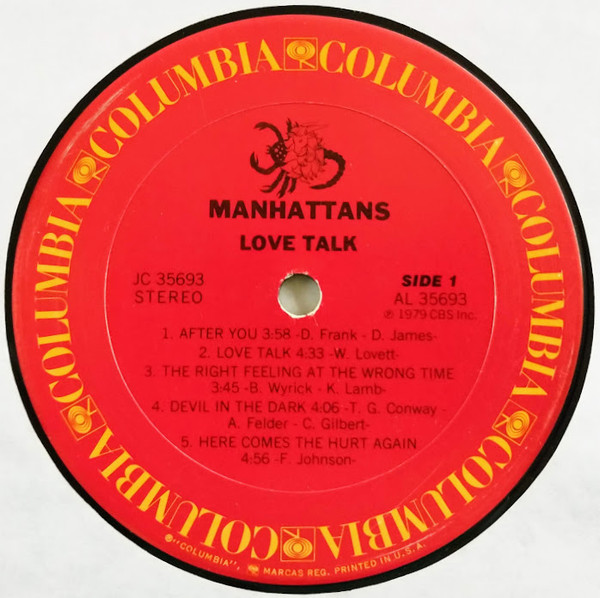 COLUMBIA COLUMBIA COLUMBIA COLUMBIA COLUMBIA COLUMBIA COLUMBIA COLUMBIA
MANHATTANS
LOVE TALK
JC 35693
STEREO
SIDE 1
AL 35693
℗ 1979 CBS Inc.
1. AFTER YOU 3:58 -D. Frank - D. James-
2. LOVE TALK 4:33 -W. Lovett-
3. THE RIGHT FEELING AT THE WRONG TIME
3:45 -B. Wyrick - K. Lamb-
4. DEVIL IN THE DARK 4:06 -T. G. Conway -
A. Felder - C. Gilbert-
5. HERE COMES THE HURT AGAIN
4:56 -F. Johnson-
®"COLUMBIA", MARCAS REG. PRINTED IN U.S.A.